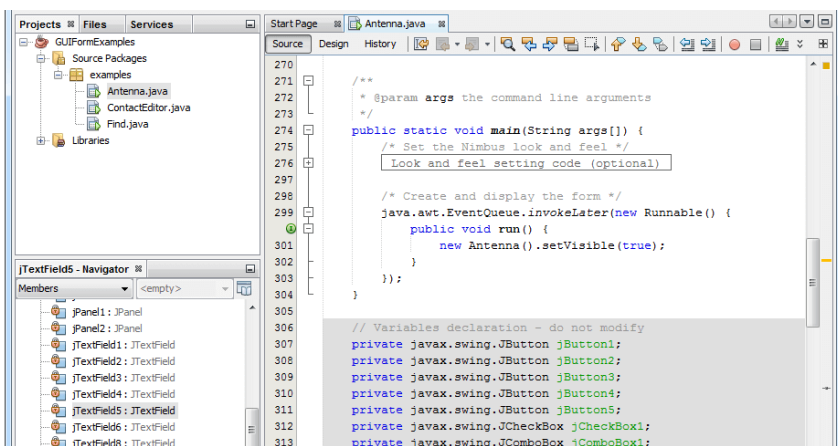 Projects Files Services
GUIFormExamples
Source Packages
examples
Antenna.java
ContactEditor.java
Find.java
Libraries
jTextField5 - Navigator
Members <empty>
jPanel1 : JPanel
jPanel2 : JPanel
jTextField1 : JTextField
jTextField2 : JTextField
jTextField3 : JTextField
jTextField4 : JTextField
jTextField5 : JTextField
jTextField6 : JTextField
jTextField8 : JTextField
Start Page Antenna.java
Source Design History
270
271 /**
272 * @param args the command line arguments
273 */
274 public static void main(String args[]) {
275 /* Set the Nimbus look and feel */
276 Look and feel setting code (optional)
297
298 /* Create and display the form */
299 java.awt.EventQueue.invokeLater(new Runnable() {
public void run() {
301 new Antenna().setVisible(true);
302 }
303 });
304 }
305
306 // Variables declaration - do not modify
307 private javax.swing.JButton jButton1;
308 private javax.swing.JButton jButton2;
309 private javax.swing.JButton jButton3;
310 private javax.swing.JButton jButton4;
311 private javax.swing.JButton jButton5;
312 private javax.swing.JCheckBox jCheckBox1;
313 private javax.swing.JComboBox jComboBox1;